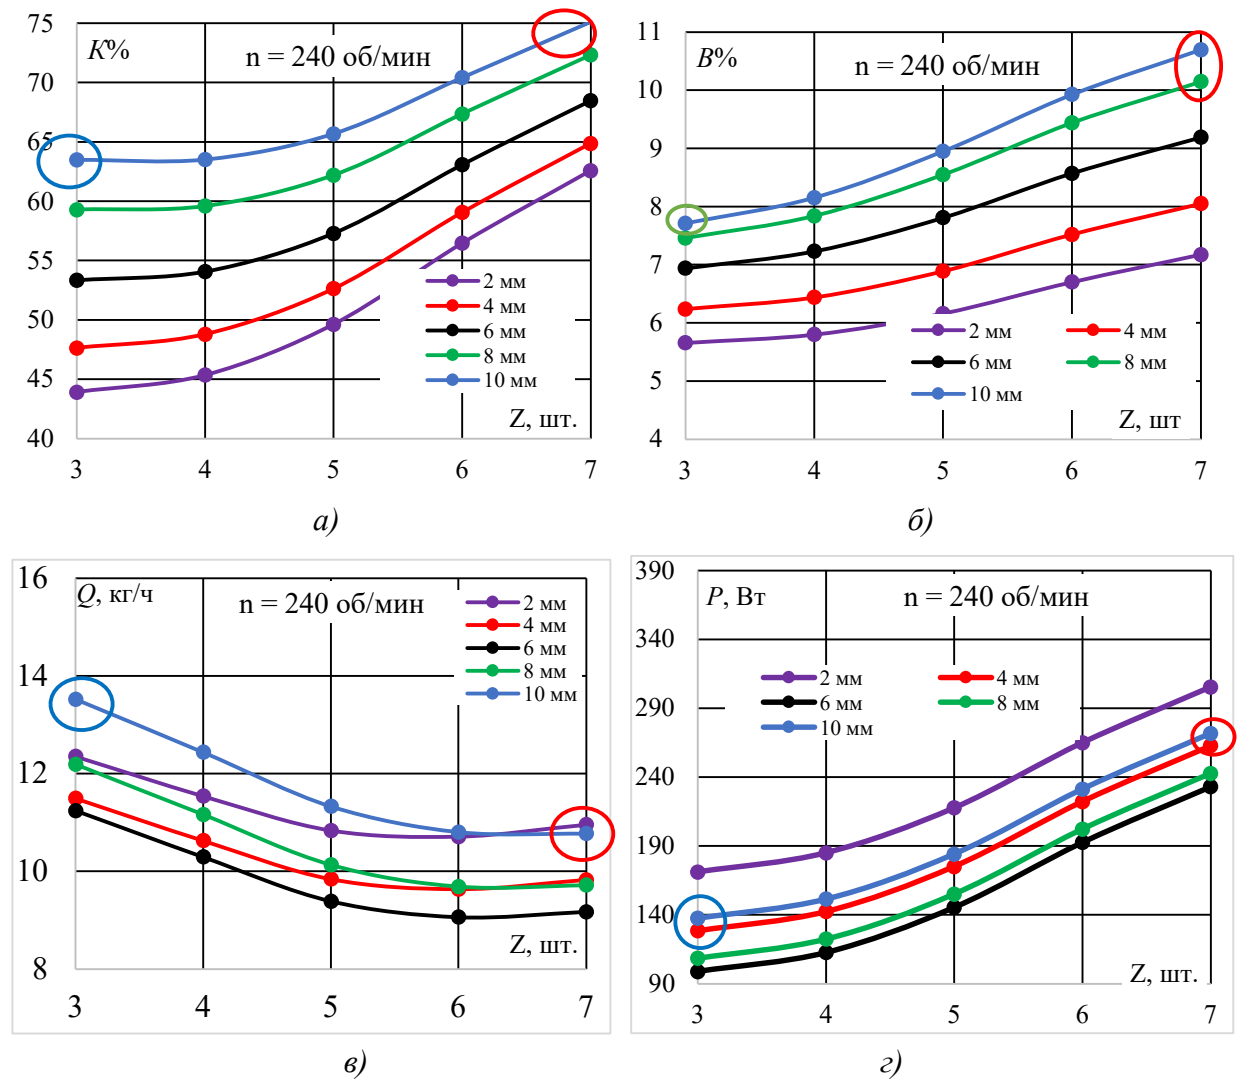 K%
n = 240 об/мин
75
70
65
60
55
50
45
40
2 мм
4 мм
6 мм
8 мм
10 мм
Z, шт.
3 4 5 6 7
а)
B%
n = 240 об/мин
11
10
9
8
7
6
5
4
2 мм 4 мм
6 мм 8 мм
10 мм
Z, шт
3 4 5 6 7
б)
Q, кг/ч
n = 240 об/мин
16
14
12
10
8
2 мм
4 мм
6 мм
8 мм
10 мм
Z, шт.
3 4 5 6 7
в)
P, Вт
n = 240 об/мин
390
340
290
240
190
140
90
2 мм 4 мм
6 мм 8 мм
10 мм
Z, шт.
3 4 5 6 7
г)